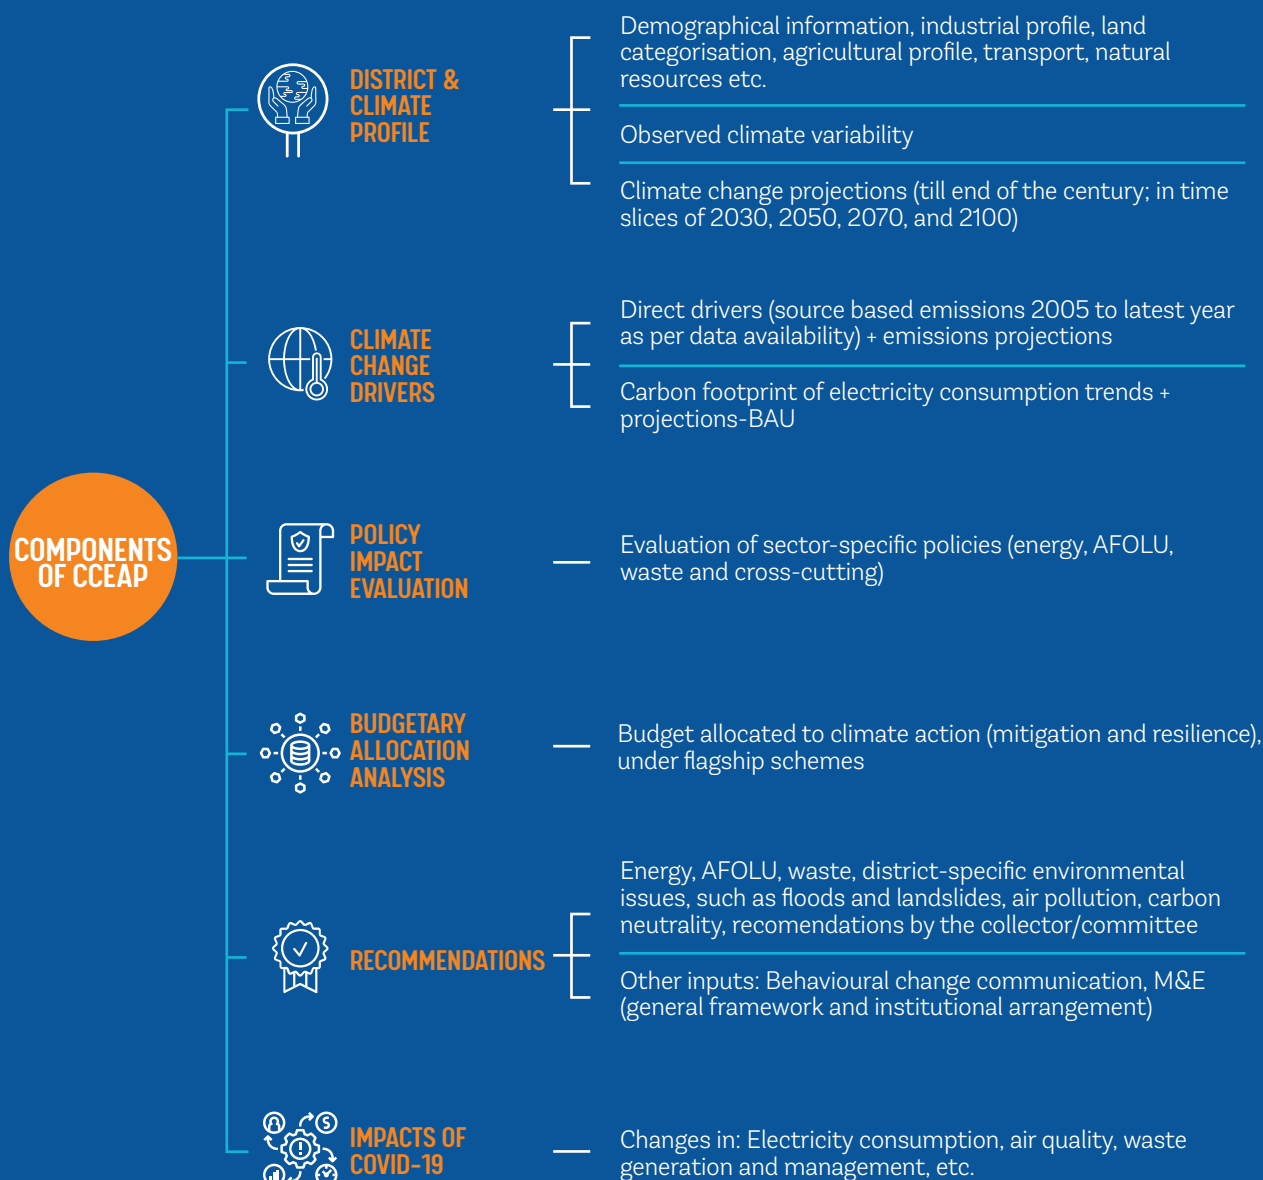 COMPONENTS
OF CCEAP
DISTRICT &
CLIMATE
PROFILE
Demographical information, industrial profile, land
categorisation, agricultural profile, transport, natural
resources etc.
Observed climate variability
Climate change projections (till end of the century; in time
slices of 2030, 2050, 2070, and 2100)
CLIMATE
CHANGE
DRIVERS
Direct drivers (source based emissions 2005 to latest year
as per data availability) + emissions projections
Carbon footprint of electricity consumption trends +
projections-BAU
POLICY
IMPACT
EVALUATION
Evaluation of sector-specific policies (energy, AFOLU,
waste and cross-cutting)
BUDGETARY
ALLOCATION
ANALYSIS
Budget allocated to climate action (mitigation and resilience),
under flagship schemes
RECOMMENDATIONS
Energy, AFOLU, waste, district-specific environmental
issues, such as floods and landslides, air pollution, carbon
neutrality, recomendations by the collector/committee
Other inputs: Behavioural change communication, M&E
(general framework and institutional arrangement)
IMPACTS OF
COVID-19
Changes in: Electricity consumption, air quality, waste
generation and management, etc.